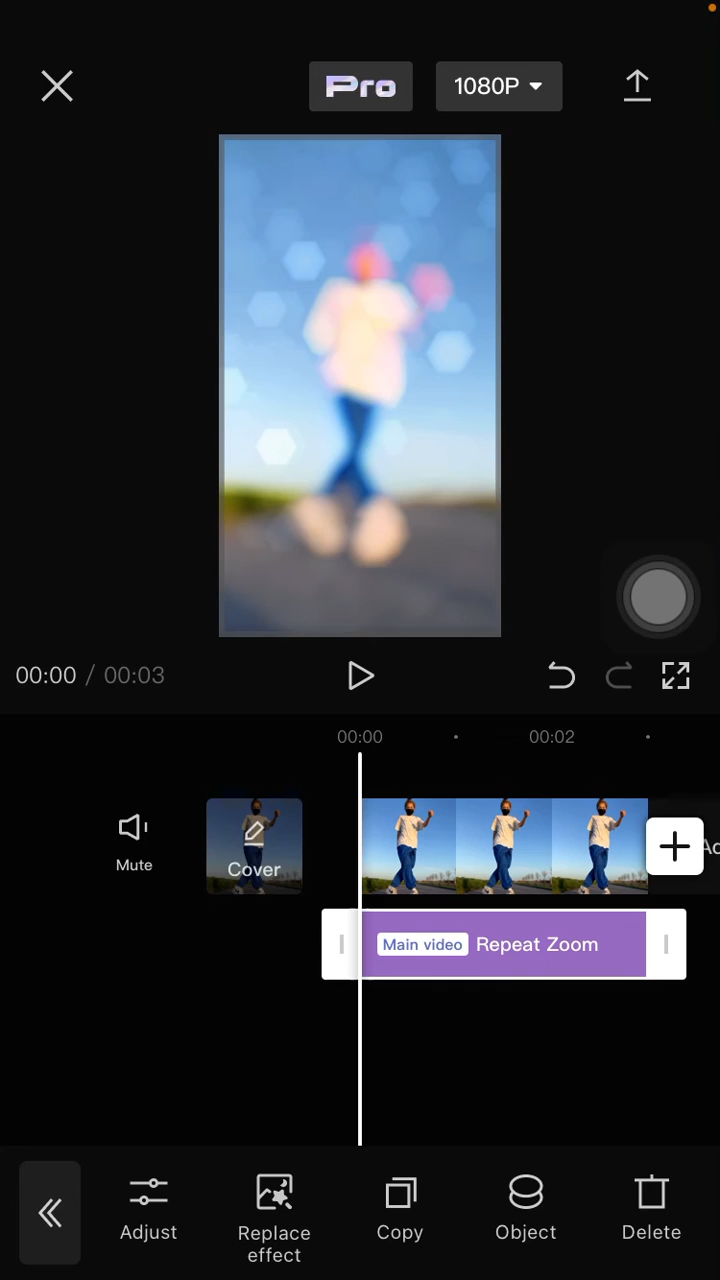 Pro
1080P
00:00 / 00:03
00:00
00:02
Mute
Cover
Main video
Repeat Zoom
Adjust
Replace
effect
Copy
Object
Delete